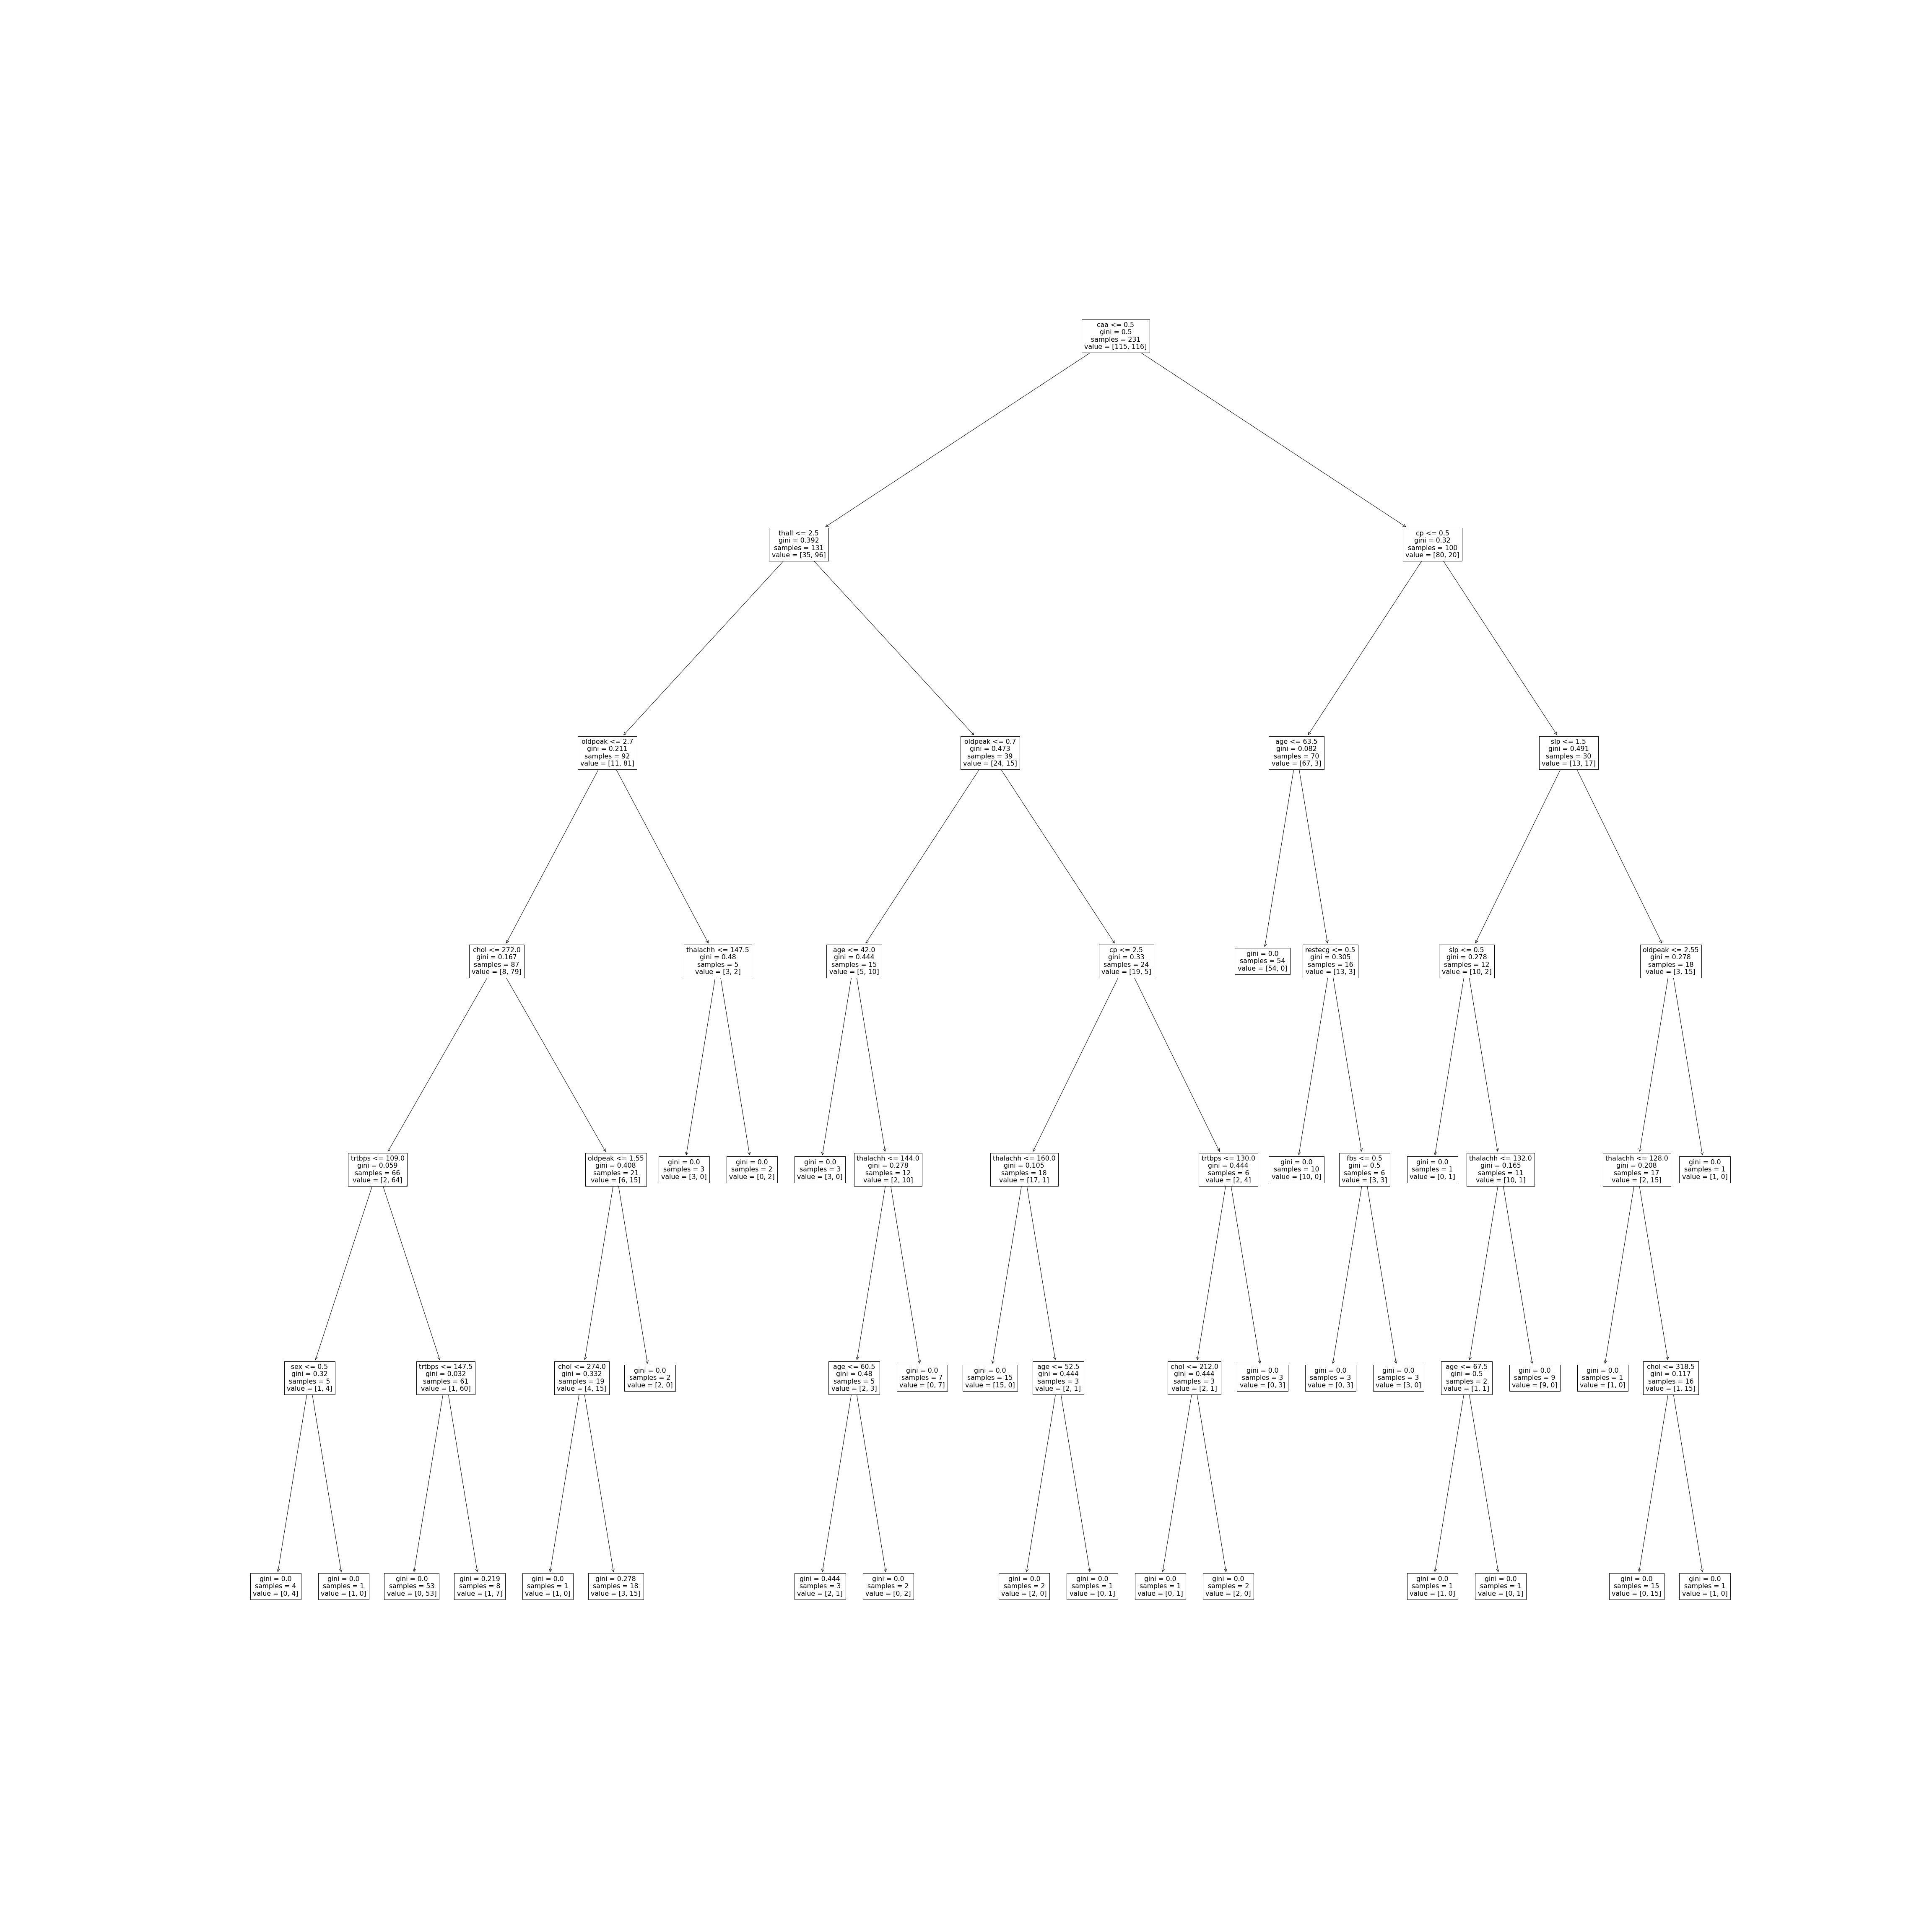 caa <= 0.5
gini = 0.5
samples = 231
value = [115, 116]
thall <= 2.5
gini = 0.392
samples = 131
value = [35, 96]
cp <= 0.5
gini = 0.32
samples = 100
value = [80, 20]
oldpeak <= 2.7
gini = 0.211
samples = 92
value = [11, 81]
oldpeak <= 0.7
gini = 0.473
samples = 39
value = [24, 15]
age <= 63.5
gini = 0.082
samples = 70
value = [67, 3]
slp <= 1.5
gini = 0.491
samples = 30
value = [13, 17]
chol <= 272.0
gini = 0.167
samples = 87
value = [8, 79]
thalachh <= 147.5
gini = 0.48
samples = 5
value = [3, 2]
age <= 42.0
gini = 0.444
samples = 15
value = [5, 10]
cp <= 2.5
gini = 0.33
samples = 24
value = [19, 5]
gini = 0.0
samples = 54
value = [54, 0]
restecg <= 0.5
gini = 0.305
samples = 16
value = [13, 3]
slp <= 0.5
gini = 0.278
samples = 12
value = [10, 2]
oldpeak <= 2.55
gini = 0.278
samples = 18
value = [3, 15]
trtbps <= 109.0
gini = 0.059
samples = 66
value = [2, 64]
oldpeak <= 1.55
gini = 0.408
samples = 21
value = [6, 15]
gini = 0.0
samples = 3
value = [3, 0]
gini = 0.0
samples = 2
value = [0, 2]
gini = 0.0
samples = 3
value = [3, 0]
thalachh <= 144.0
gini = 0.278
samples = 12
value = [2, 10]
thalachh <= 160.0
gini = 0.105
samples = 18
value = [17, 1]
trtbps <= 130.0
gini = 0.444
samples = 6
value = [2, 4]
gini = 0.0
samples = 10
value = [10, 0]
fbs <= 0.5
gini = 0.5
samples = 6
value = [3, 3]
gini = 0.0
samples = 1
value = [0, 1]
thalachh <= 132.0
gini = 0.165
samples = 11
value = [10, 1]
thalachh <= 128.0
gini = 0.208
samples = 17
value = [2, 15]
gini = 0.0
samples = 1
value = [1, 0]
sex <= 0.5
gini = 0.32
samples = 5
value = [1, 4]
trtbps <= 147.5
gini = 0.032
samples = 61
value = [1, 60]
chol <= 274.0
gini = 0.332
samples = 19
value = [4, 15]
gini = 0.0
samples = 2
value = [2, 0]
age <= 60.5
gini = 0.48
samples = 5
value = [2, 3]
gini = 0.0
samples = 7
value = [0, 7]
gini = 0.0
samples = 15
value = [15, 0]
age <= 52.5
gini = 0.444
samples = 3
value = [2, 1]
chol <= 212.0
gini = 0.444
samples = 3
value = [2, 1]
gini = 0.0
samples = 3
value = [0, 3]
gini = 0.0
samples = 3
value = [0, 3]
gini = 0.0
samples = 3
value = [3, 0]
age <= 67.5
gini = 0.5
samples = 2
value = [1, 1]
gini = 0.0
samples = 9
value = [9, 0]
gini = 0.0
samples = 1
value = [1, 0]
chol <= 318.5
gini = 0.117
samples = 16
value = [1, 15]
gini = 0.0
samples = 4
value = [0, 4]
gini = 0.0
samples = 1
value = [1, 0]
gini = 0.0
samples = 53
value = [0, 53]
gini = 0.219
samples = 8
value = [1, 7]
gini = 0.0
samples = 1
value = [1, 0]
gini = 0.278
samples = 18
value = [3, 15]
gini = 0.444
samples = 3
value = [2, 1]
gini = 0.0
samples = 2
value = [0, 2]
gini = 0.0
samples = 2
value = [2, 0]
gini = 0.0
samples = 1
value = [0, 1]
gini = 0.0
samples = 1
value = [0, 1]
gini = 0.0
samples = 2
value = [2, 0]
gini = 0.0
samples = 1
value = [1, 0]
gini = 0.0
samples = 1
value = [0, 1]
gini = 0.0
samples = 15
value = [0, 15]
gini = 0.0
samples = 1
value = [1, 0]